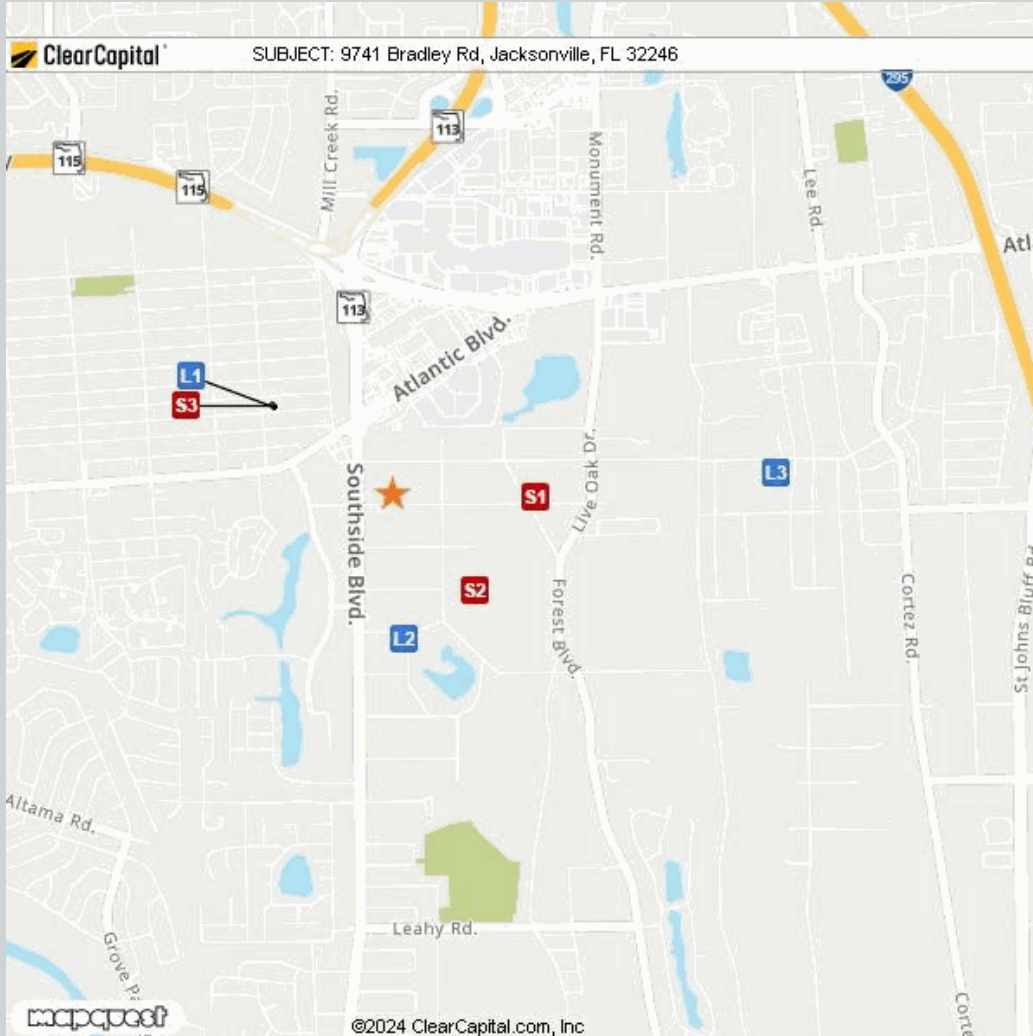 ClearCapital
SUBJECT: 9741 Bradley Rd, Jacksonville, FL 32246
295
113
115
115
Mill Creek Rd.
Monument Rd.
Lee Rd.
Atl
113
Atlantic Blvd.
L1
S3
Southside Blvd.
S1
Live Oak Dr.
L3
S2
L2
Forest Blvd.
Cortez Rd.
St Johns Bluff Rd
Altama Rd.
Leahy Rd.
Grove Pa
Corte
mapquest
©2024 ClearCapital.com, Inc